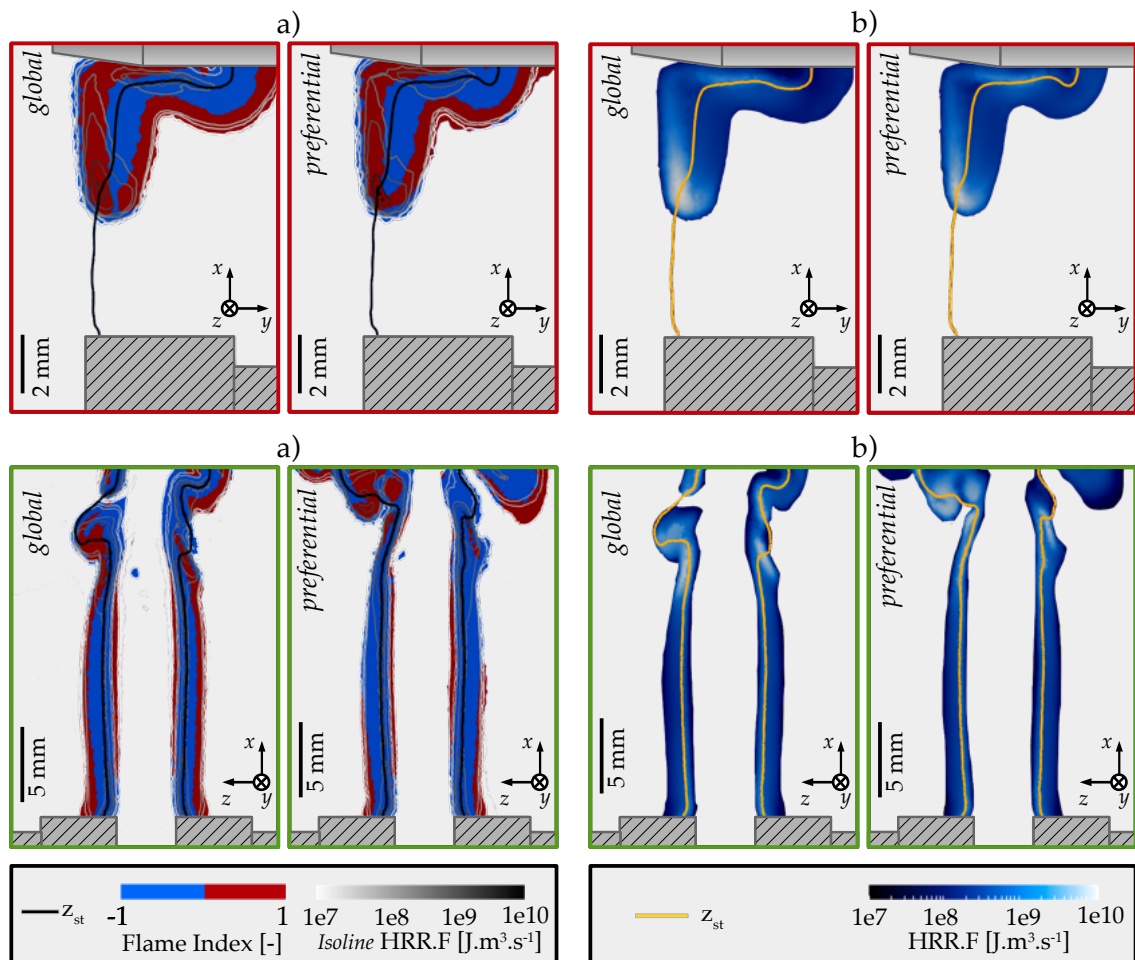 a)
b)
global
preferential
global
preferential
x
z
y
x
z
y
x
z
y
x
z
y
2 mm
2 mm
2 mm
2 mm
a)
b)
global
preferential
global
preferential
x
z
y
x
z
y
x
z
y
x
z
y
5 mm
5 mm
5 mm
5 mm
z_st
-1
1
Flame Index [-]
1e7
1e8
1e9
1e10
Isoline HRR.F [J.m³.s⁻¹]
z_st
1e7
1e8
1e9
1e10
HRR.F [J.m³.s⁻¹]